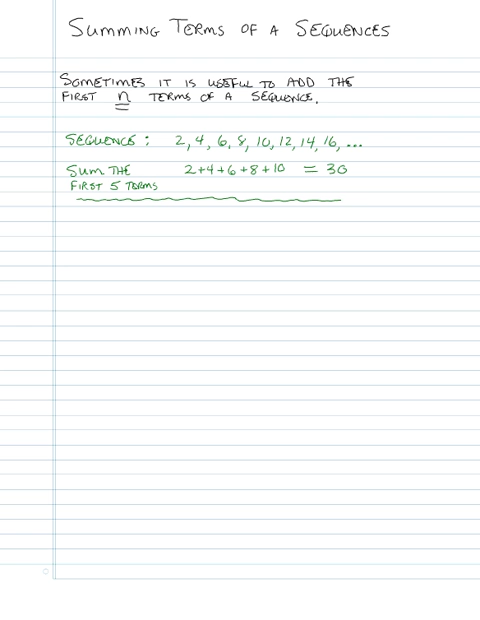 SUMMING TERMS OF A SEQUENCES
SOMETIMES IT IS USEFUL TO ADD THE
FIRST n TERMS OF A SEQUENCE.
SEQUENCE: 2, 4, 6, 8, 10, 12, 14, 16, ...
SUM THE 2+4+6+8+10 = 30
FIRST 5 TERMS